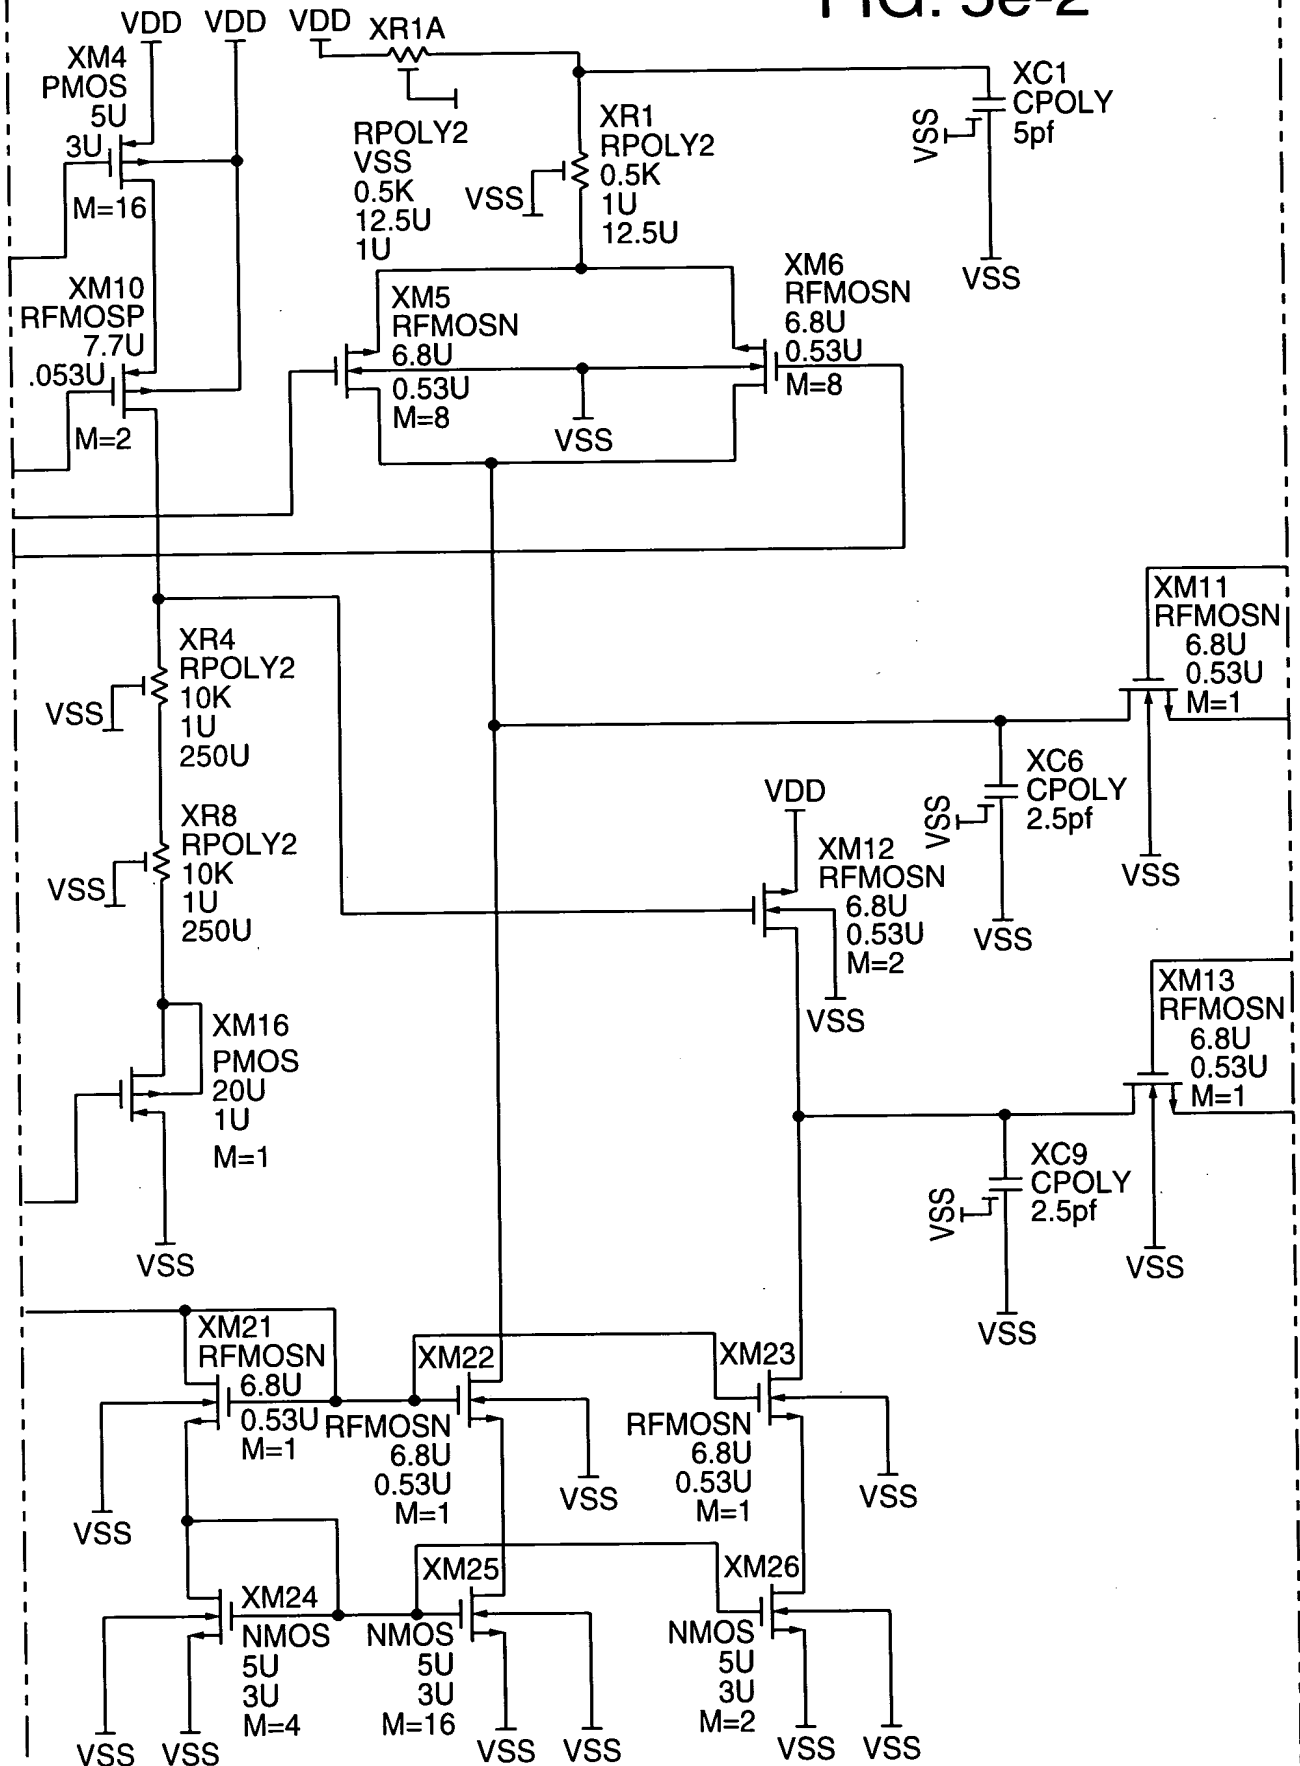 FIG. 5e-2
VDD VDD VDD XR1A
XM4
PMOS
5U
3U
M=16
RPOLY2
VSS
0.5K
12.5U
1U
XR1
RPOLY2
0.5K
1U
12.5U
VSS
XC1
CPOLY
5pf
VSS
VSS
XM10
RFMOSP
7.7U
.053U
M=2
XM5
RFMOSN
6.8U
0.53U
M=8
VSS
XM6
RFMOSN
6.8U
0.53U
M=8
XM11
RFMOSN
6.8U
0.53U
M=1
VSS
XR4
RPOLY2
10K
1U
250U
VSS
XC6
CPOLY
2.5pf
VSS
VSS
XR8
RPOLY2
10K
1U
250U
VSS
VDD
XM12
RFMOSN
6.8U
0.53U
M=2
VSS
XM13
RFMOSN
6.8U
0.53U
M=1
VSS
XM16
PMOS
20U
1U
M=1
VSS
XC9
CPOLY
2.5pf
VSS
VSS
XM21
RFMOSN
6.8U
0.53U
M=1
VSS
XM22
RFMOSN
6.8U
0.53U
M=1
VSS
XM23
RFMOSN
6.8U
0.53U
M=1
VSS
XM24
NMOS
5U
3U
M=4
VSS VSS
XM25
NMOS
5U
3U
M=16
VSS VSS
XM26
NMOS
5U
3U
M=2
VSS VSS